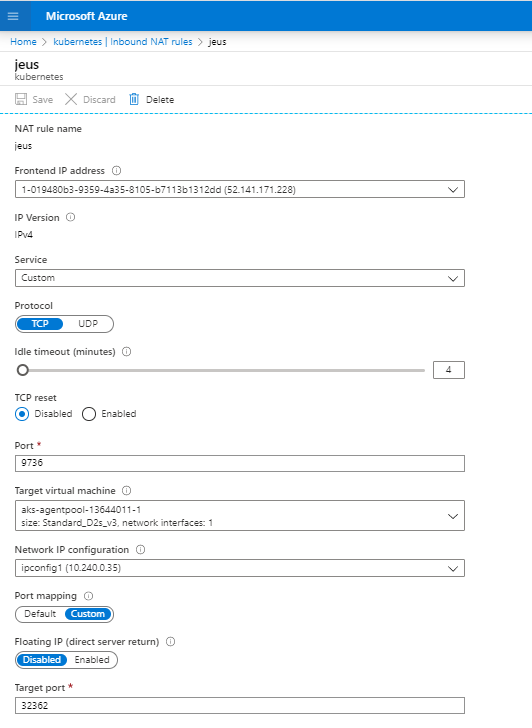 Microsoft Azure
Home > kubernetes | Inbound NAT rules > jeus
jeus
kubernetes
Save Discard Delete
NAT rule name
jeus
Frontend IP address
1-019480b3-9359-4a35-8105-b7113b1312dd (52.141.171.228)
IP Version
IPv4
Service
Custom
Protocol
TCP UDP
Idle timeout (minutes)
4
TCP reset
Disabled Enabled
Port *
9736
Target virtual machine
aks-agentpool-13644011-1
size: Standard_D2s_v3, network interfaces: 1
Network IP configuration
ipconfig1 (10.240.0.35)
Port mapping
Default Custom
Floating IP (direct server return)
Disabled Enabled
Target port *
32362